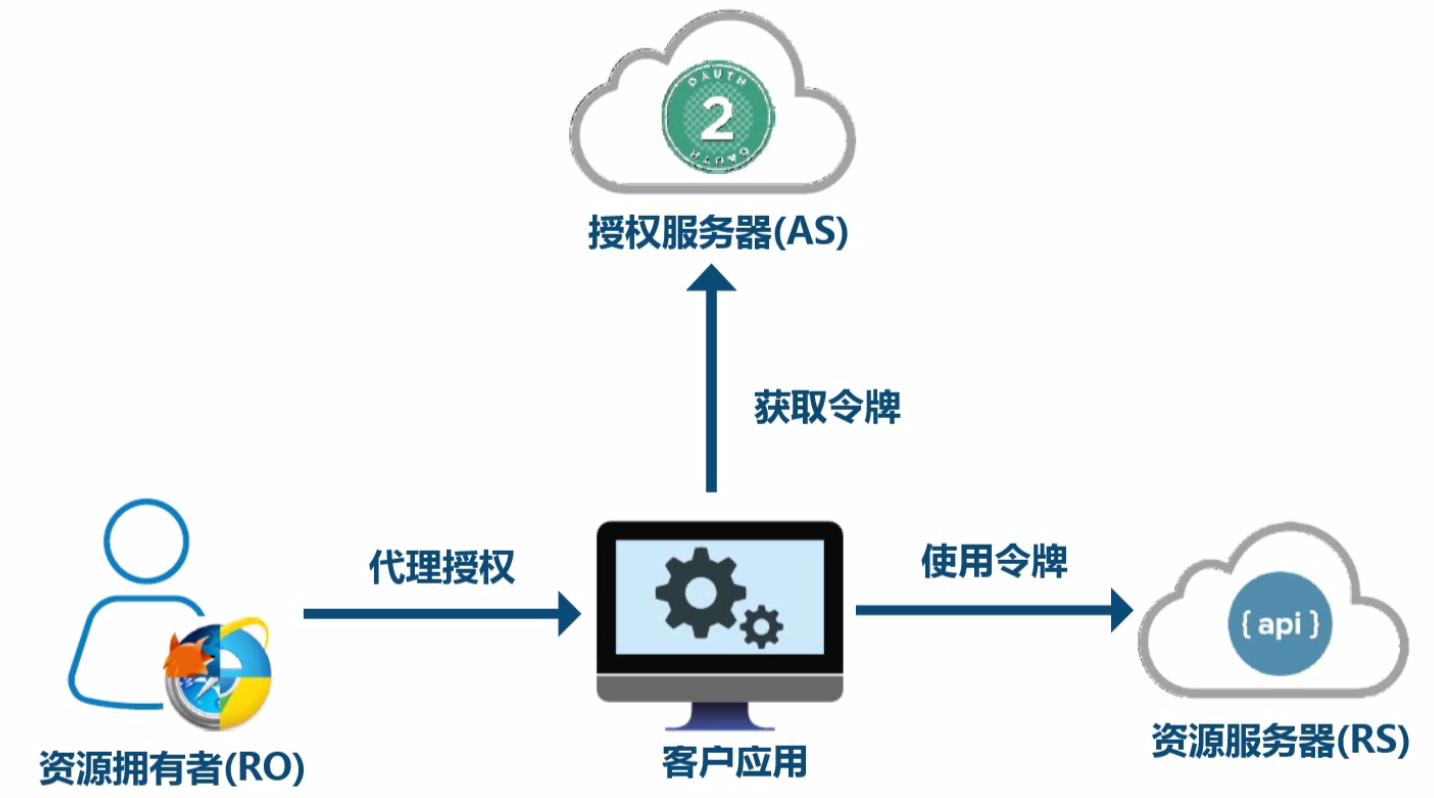 OAUTH
2
OAUTH
授权服务器(AS)
获取令牌
代理授权
使用令牌
{ api }
资源拥有者(RO)
客户应用
资源服务器(RS)